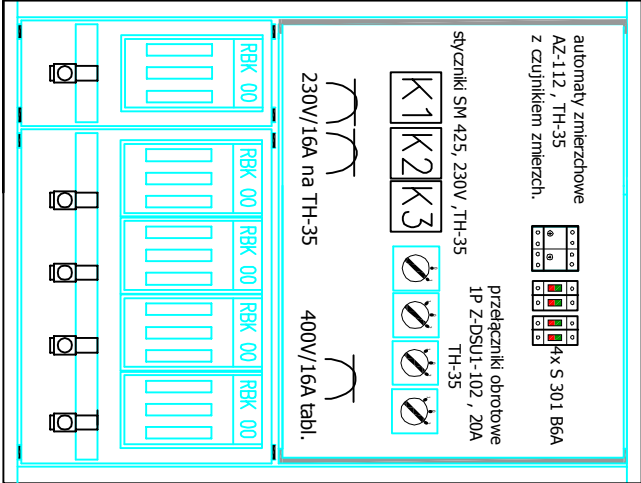 automaty zmierzchowe
AZ-112 , TH-35
z czujnikiem zmierzch.
4x S 301 B6A
styczniki SM 425, 230V ,TH-35
K1
K2
K3
przełączniki obrotowe
1P Z-DSU1-102 , 20A
TH-35
230V/16A na TH-35
400V/16A tabl.
RBK 00
RBK 00
RBK 00
RBK 00
RBK 00